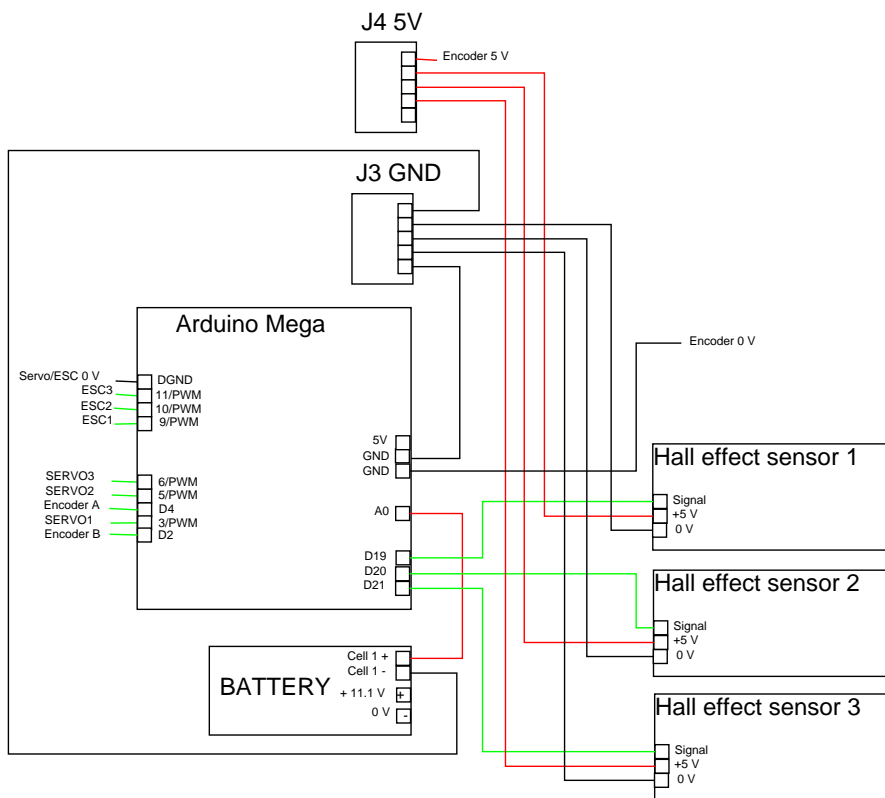 J4 5V
Encoder 5 V
J3 GND
Arduino Mega
Servo/ESC 0 V
DGND
ESC3
11/PWM
ESC2
10/PWM
ESC1
9/PWM
Encoder 0 V
5V
GND
GND
SERVO3
6/PWM
SERVO2
5/PWM
Encoder A
D4
SERVO1
3/PWM
Encoder B
D2
A0
D19
D20
D21
Hall effect sensor 1
Signal
+5 V
0 V
Hall effect sensor 2
Signal
+5 V
0 V
BATTERY
Cell 1 +
Cell 1 -
+ 11.1 V
+
0 V
-
Hall effect sensor 3
Signal
+5 V
0 V